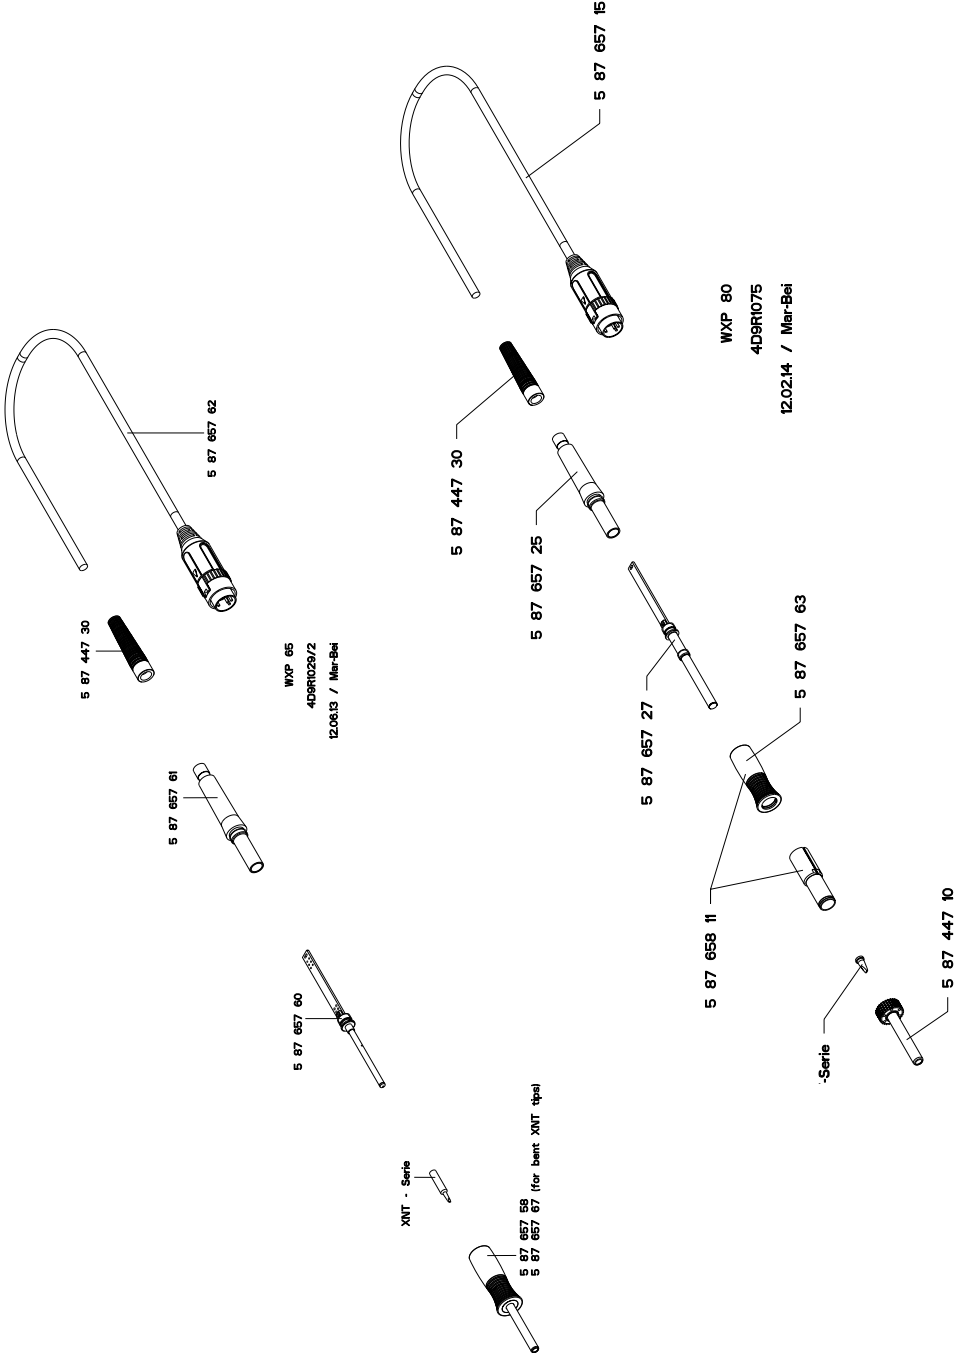 5 87 657 62
5 87 447 30
WXP 65
4D9R1029/2
12.06.13 / Mar-Bei
5 87 657 61
5 87 657 60
XNT - Serie
5 87 657 58
5 87 657 67 (for bent XNT tips)
5 87 657 15
WXP 80
4D9R1075
12.02.14 / Mar-Bei
5 87 447 30
5 87 657 25
5 87 657 27
5 87 657 63
5 87 658 11
-Serie
5 87 447 10